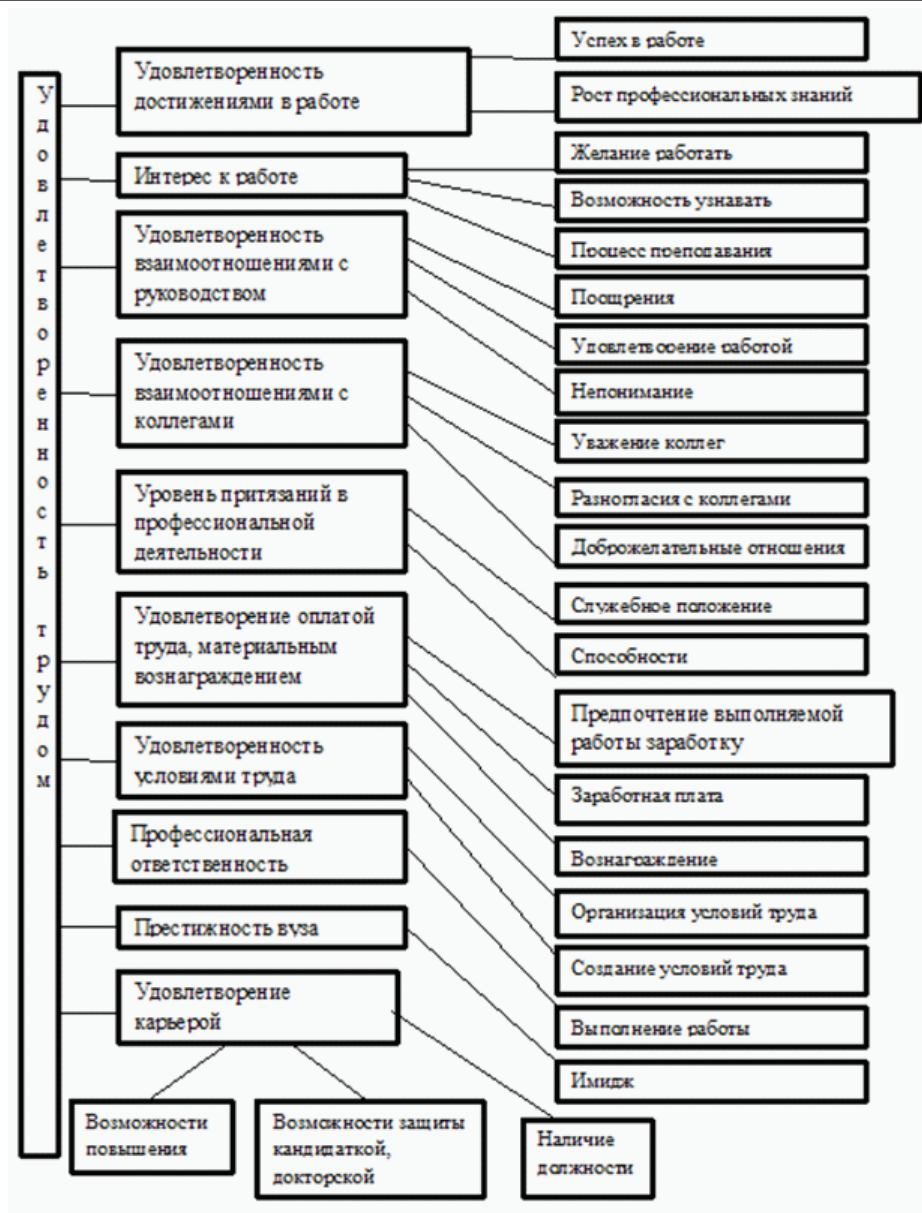 Удовлетворенность трудом
Удовлетворенность
достижениями в работе
Интерес к работе
Удовлетворенность
взаимоотношениями с
руководством
Удовлетворенность
взаимоотношениями с
коллегами
Уровень притязаний в
профессиональной
деятельности
Удовлетворение оплатой
труда, материальным
вознаграждением
Удовлетворенность
условиями труда
Профессиональная
ответственность
Престижность вуза
Удовлетворение
карьерой
Успех в работе
Рост профессиональных знаний
Желание работать
Возможность узнавать
Процесс преподавания
Поощрения
Удовлетворение работой
Непонимание
Уважение коллег
Разногласия с коллегами
Доброжелательные отношения
Служебное положение
Способности
Предпочтение выполняемой
работы заработку
Заработная плата
Вознаграждение
Организация условий труда
Создание условий труда
Выполнение работы
Имидж
Возможности
повышения
Возможности защиты
кандидаткой,
докторской
Наличие
должности